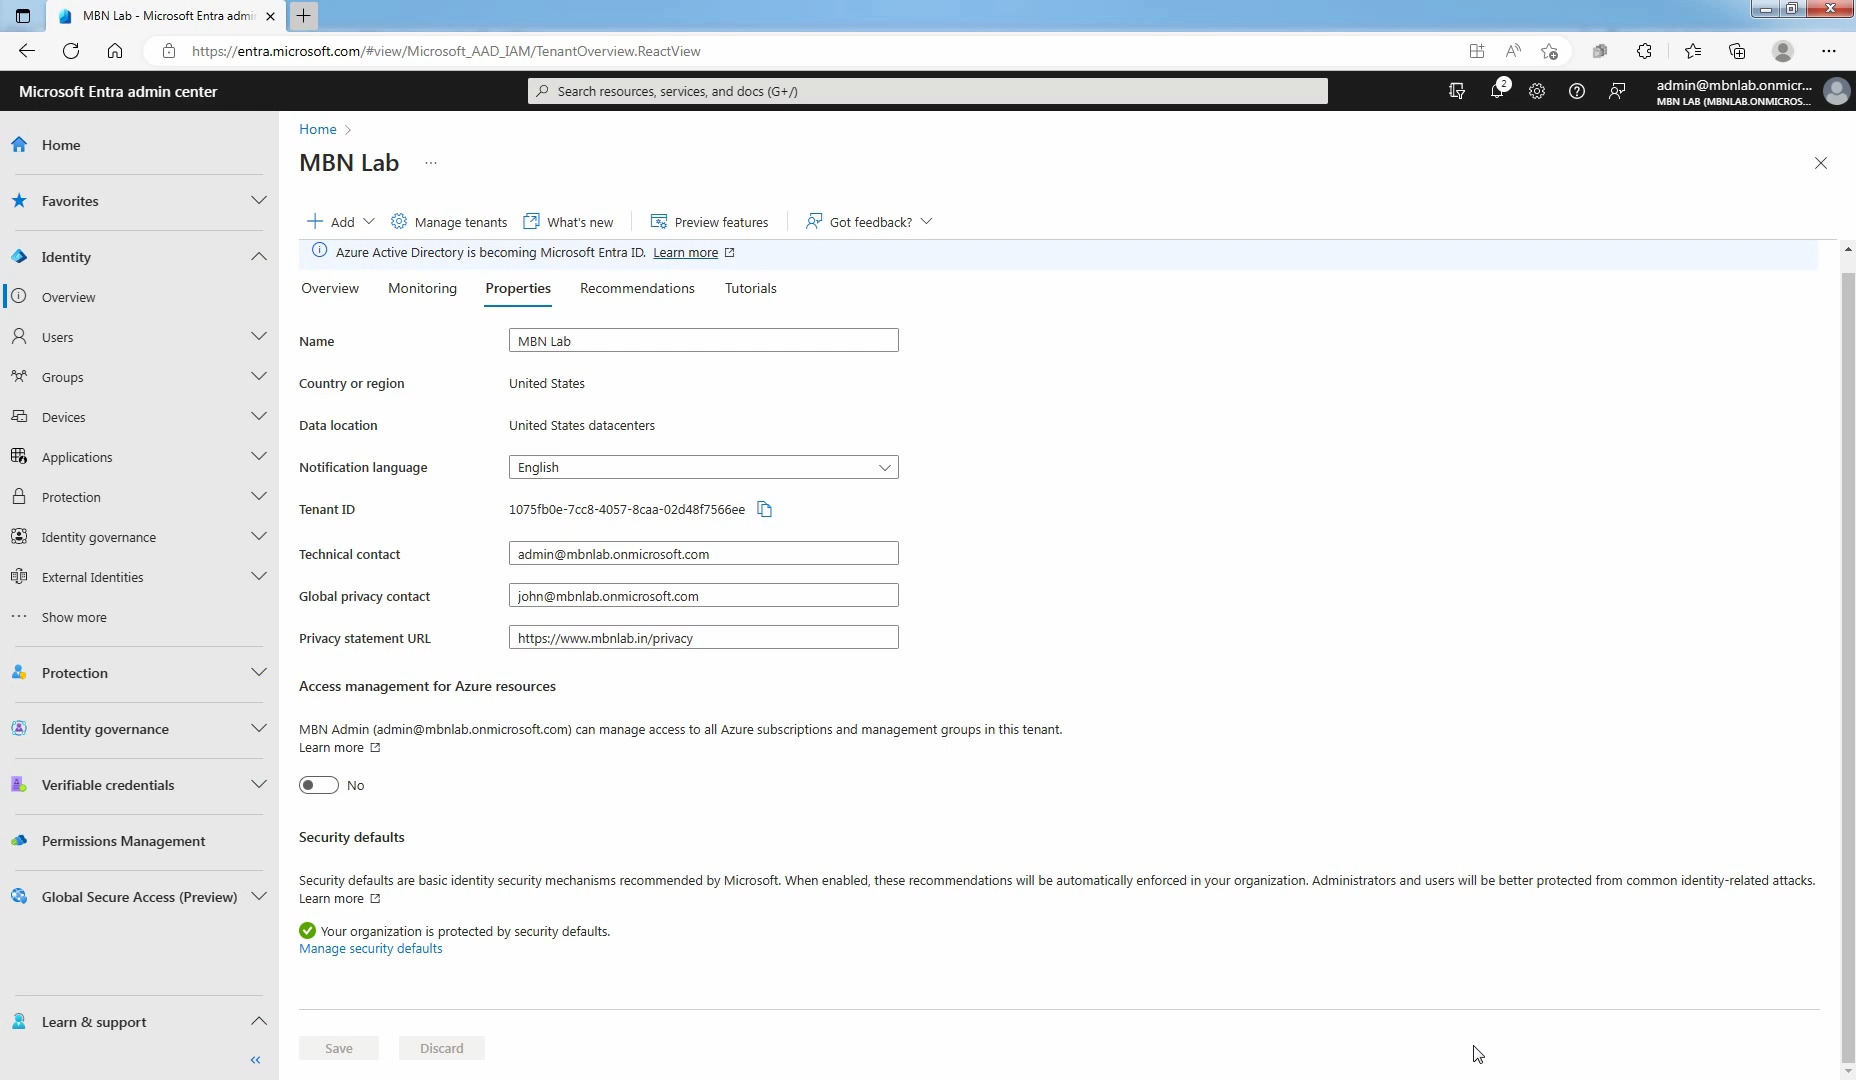 MBN Lab - Microsoft Entra admi
https://entra.microsoft.com/#view/Microsoft_AAD_IAM/TenantOverview.ReactView
Microsoft Entra admin center
Search resources, services, and docs (G+/)
2
admin@mbnlab.onmicr...
MBN LAB (MBNLAB.ONMICROS...
Home
Favorites
Identity
Overview
Users
Groups
Devices
Applications
Protection
Identity governance
External Identities
Show more
Protection
Identity governance
Verifiable credentials
Permissions Management
Global Secure Access (Preview)
Learn & support
Home
MBN Lab
Add
Manage tenants
What's new
Preview features
Got feedback?
Azure Active Directory is becoming Microsoft Entra ID. Learn more
Overview
Monitoring
Properties
Recommendations
Tutorials
Name
MBN Lab
Country or region
United States
Data location
United States datacenters
Notification language
English
Tenant ID
1075fb0e-7cc8-4057-8caa-02d48f7566ee
Technical contact
admin@mbnlab.onmicrosoft.com
Global privacy contact
john@mbnlab.onmicrosoft.com
Privacy statement URL
https://www.mbnlab.in/privacy
Access management for Azure resources
MBN Admin (admin@mbnlab.onmicrosoft.com) can manage access to all Azure subscriptions and management groups in this tenant.
Learn more
No
Security defaults
Security defaults are basic identity security mechanisms recommended by Microsoft. When enabled, these recommendations will be automatically enforced in your organization. Administrators and users will be better protected from common identity-related attacks.
Learn more
Your organization is protected by security defaults.
Manage security defaults
Save
Discard